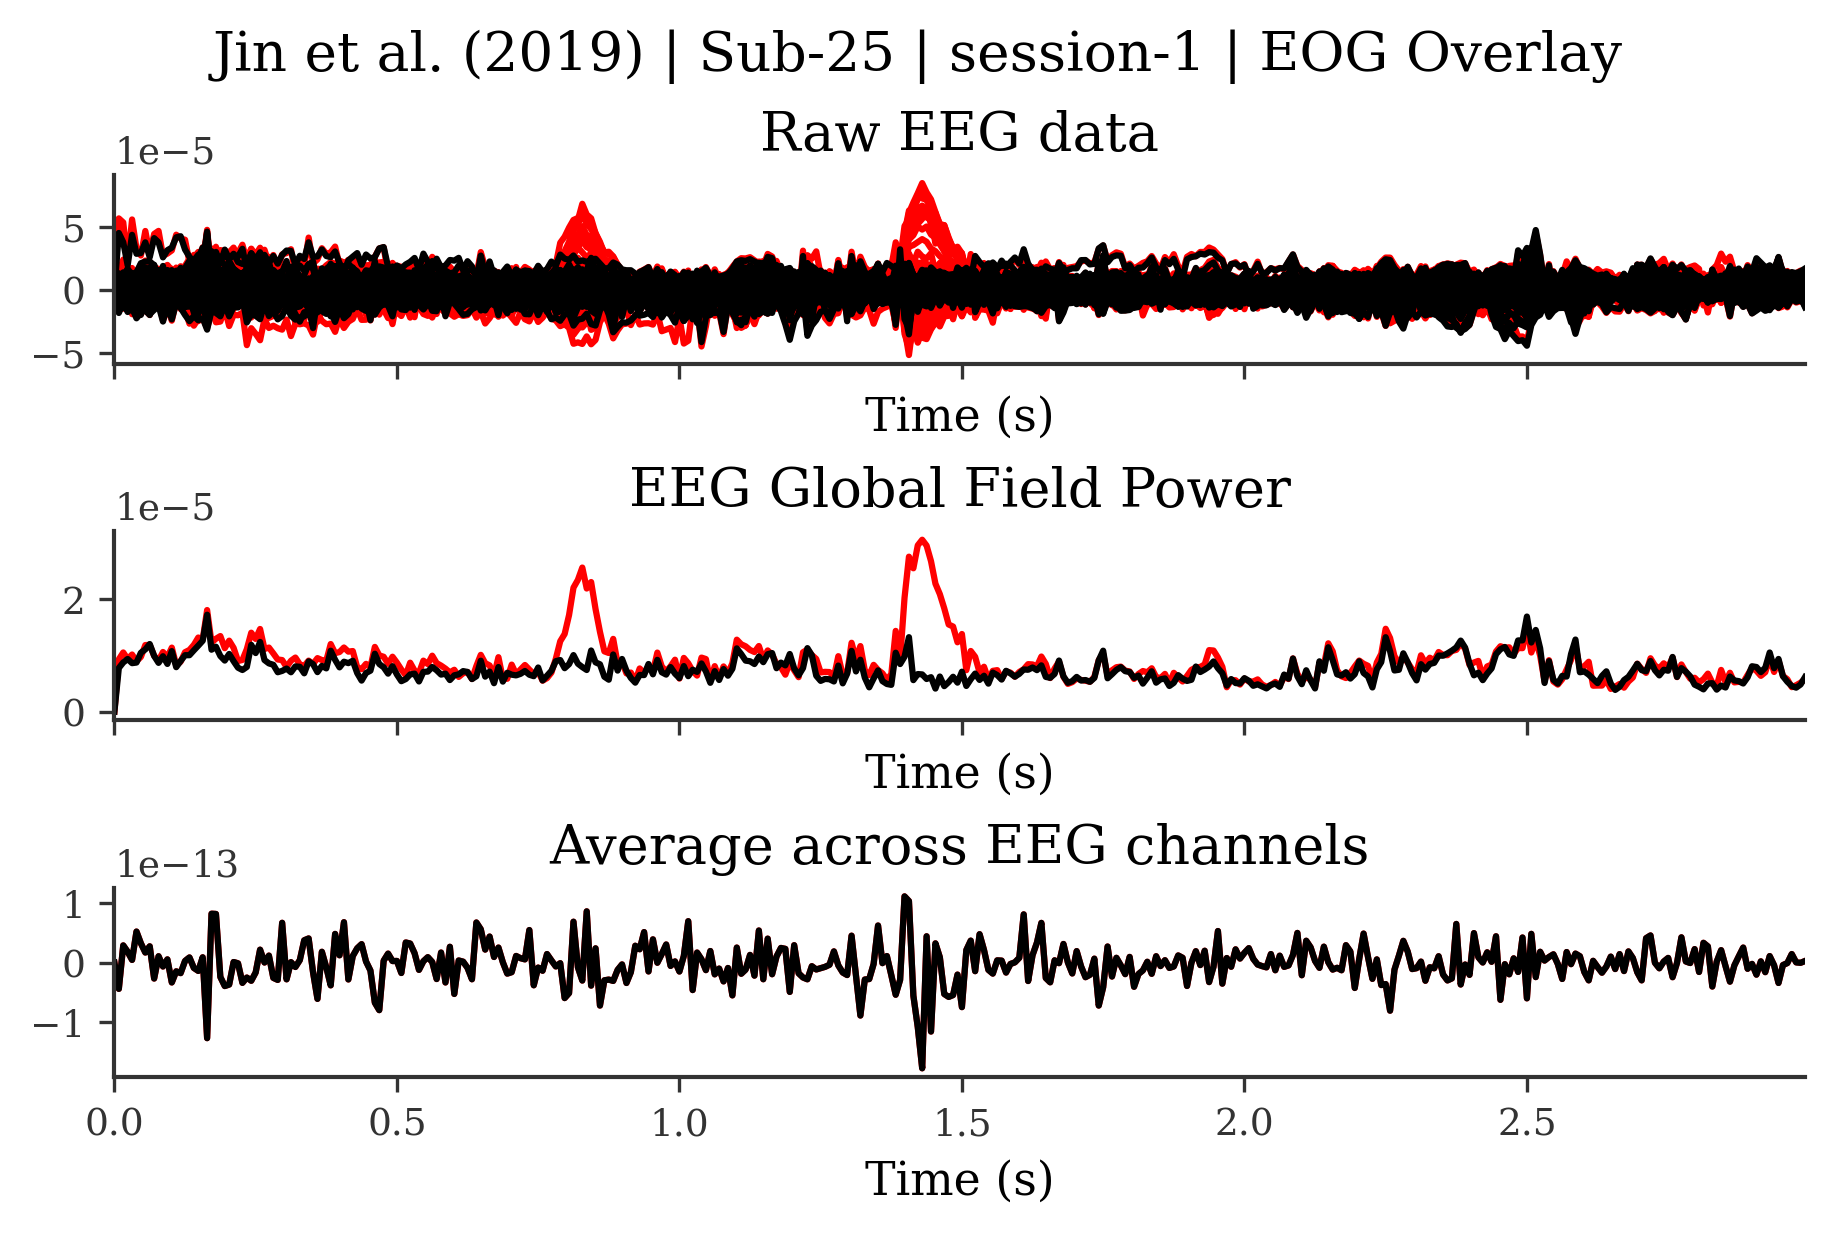 Jin et al. (2019) | Sub-25 | session-1 | EOG Overlay
Raw EEG data
1e−5
5
0
−5
Time (s)
EEG Global Field Power
1e−5
2
0
Time (s)
Average across EEG channels
1e−13
1
0
−1
0.0 0.5 1.0 1.5 2.0 2.5
Time (s)